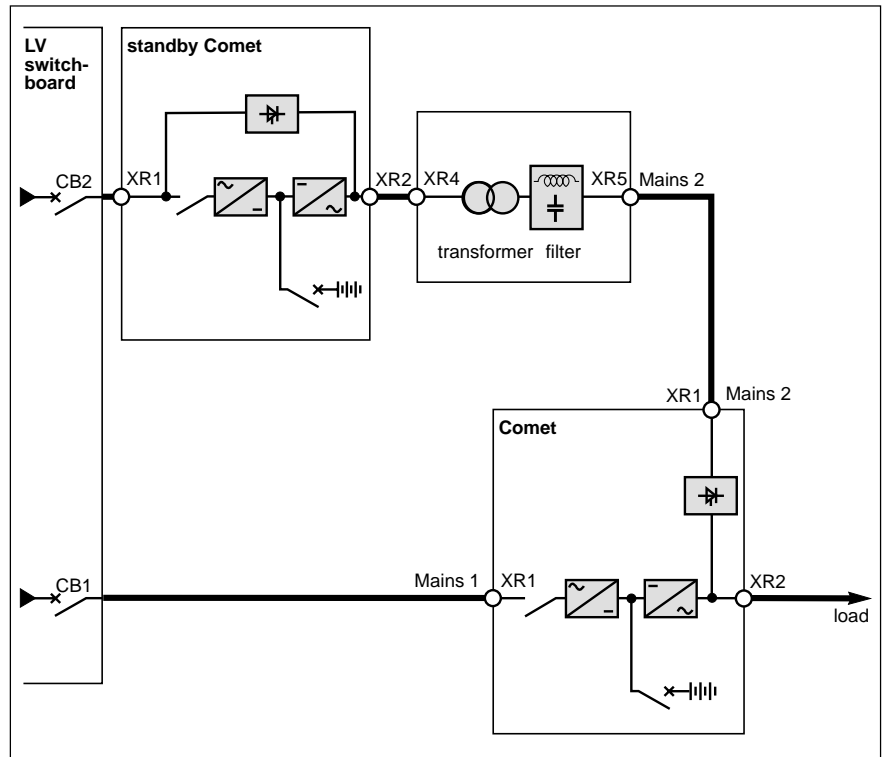 LV
switch-
board
standby Comet
CB2
XR1
XR2
XR4
XR5
Mains 2
transformer
filter
XR1
Mains 2
Comet
CB1
Mains 1
XR1
XR2
load